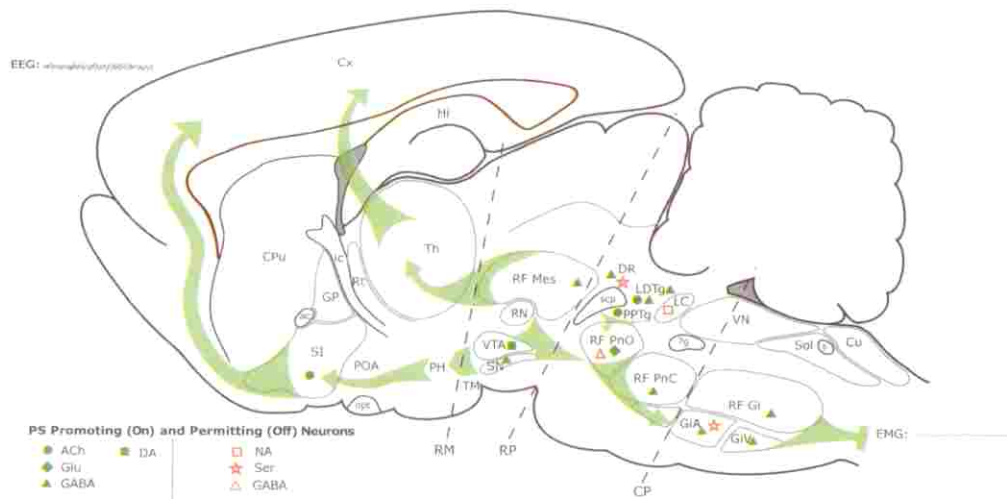 Cx
EEG:
Hi
CPu
ic
Rt
Th
GP
RF Mes
DR
LDTg
scp
LC
PPTg
RN
VN
SI
POA
PH
VTA
SN
TM
RF PnO
7g
Sol
Cu
RF PnC
RF Gi
opt
GiA
GiV
EMG:
PS Promoting (On) and Permitting (Off) Neurons
ACh DA NA
Glu Ser
GABA GABA
RM
RP
CP